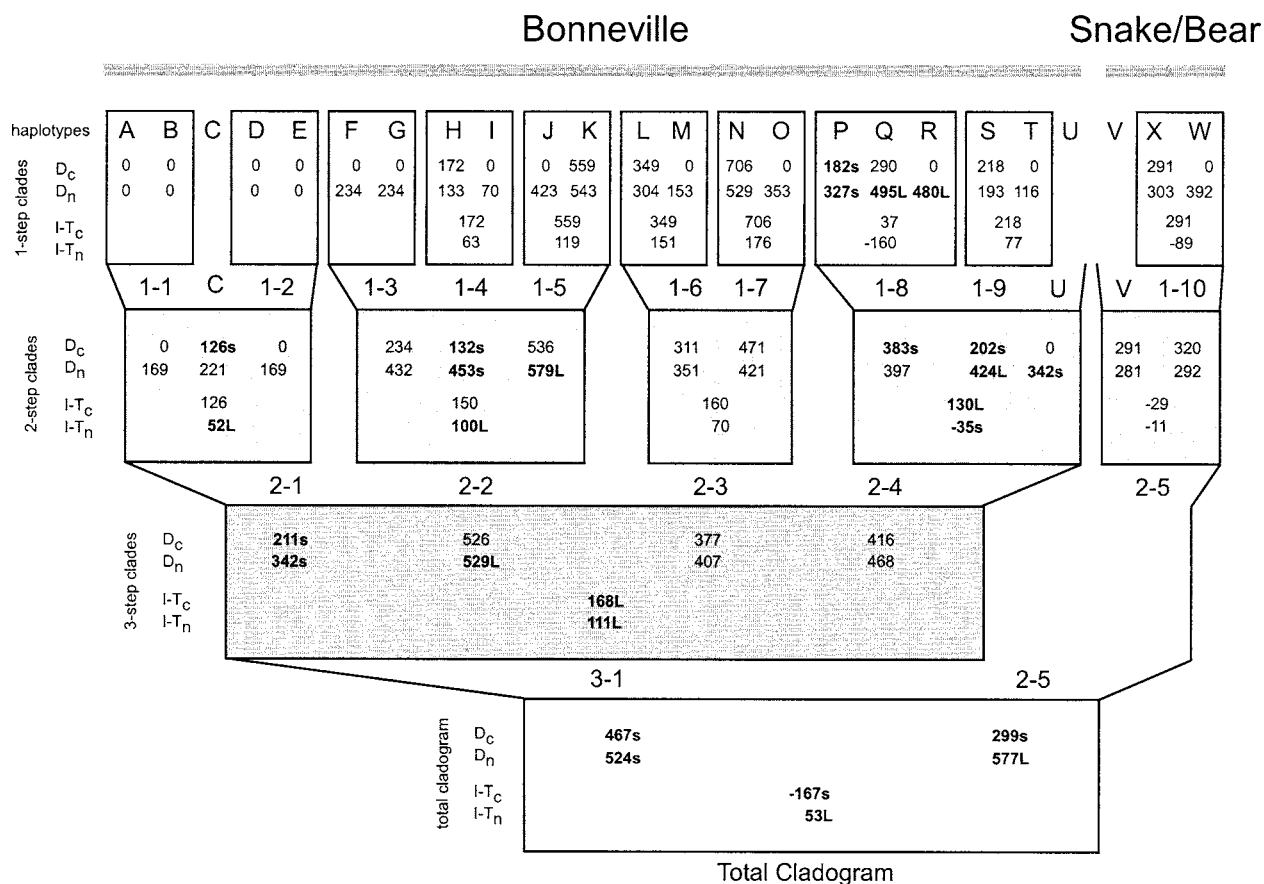 Bonneville Snake/Bear
haplotypes A B C D E F G H I J K L M N O P Q R S T U V X W
1-step clades
Dc 0 0 0 0 0 0 172 0 0 559 349 0 706 0 182s 290 0 218 0 291 0
Dn 0 0 0 0 234 234 133 70 423 543 304 153 529 353 327s 495L 480L 193 116 303 392
I-Tc 172 559 349 706 37 218 291
I-Tn 63 119 151 176 -160 77 -89
1-1 C 1-2 1-3 1-4 1-5 1-6 1-7 1-8 1-9 U V 1-10
2-step clades
Dc 0 126s 0 234 132s 536 311 471 383s 202s 0 291 320
Dn 169 221 169 432 453s 579L 351 421 397 424L 342s 281 292
I-Tc 126 150 160 130L -29
I-Tn 52L 100L 70 -35s -11
2-1 2-2 2-3 2-4 2-5
3-step clades
Dc 211s 526 377 416
Dn 342s 529L 407 468
I-Tc 168L
I-Tn 111L
3-1 2-5
total cladogram
Dc 467s 299s
Dn 524s 577L
I-Tc -167s
I-Tn 53L
Total Cladogram